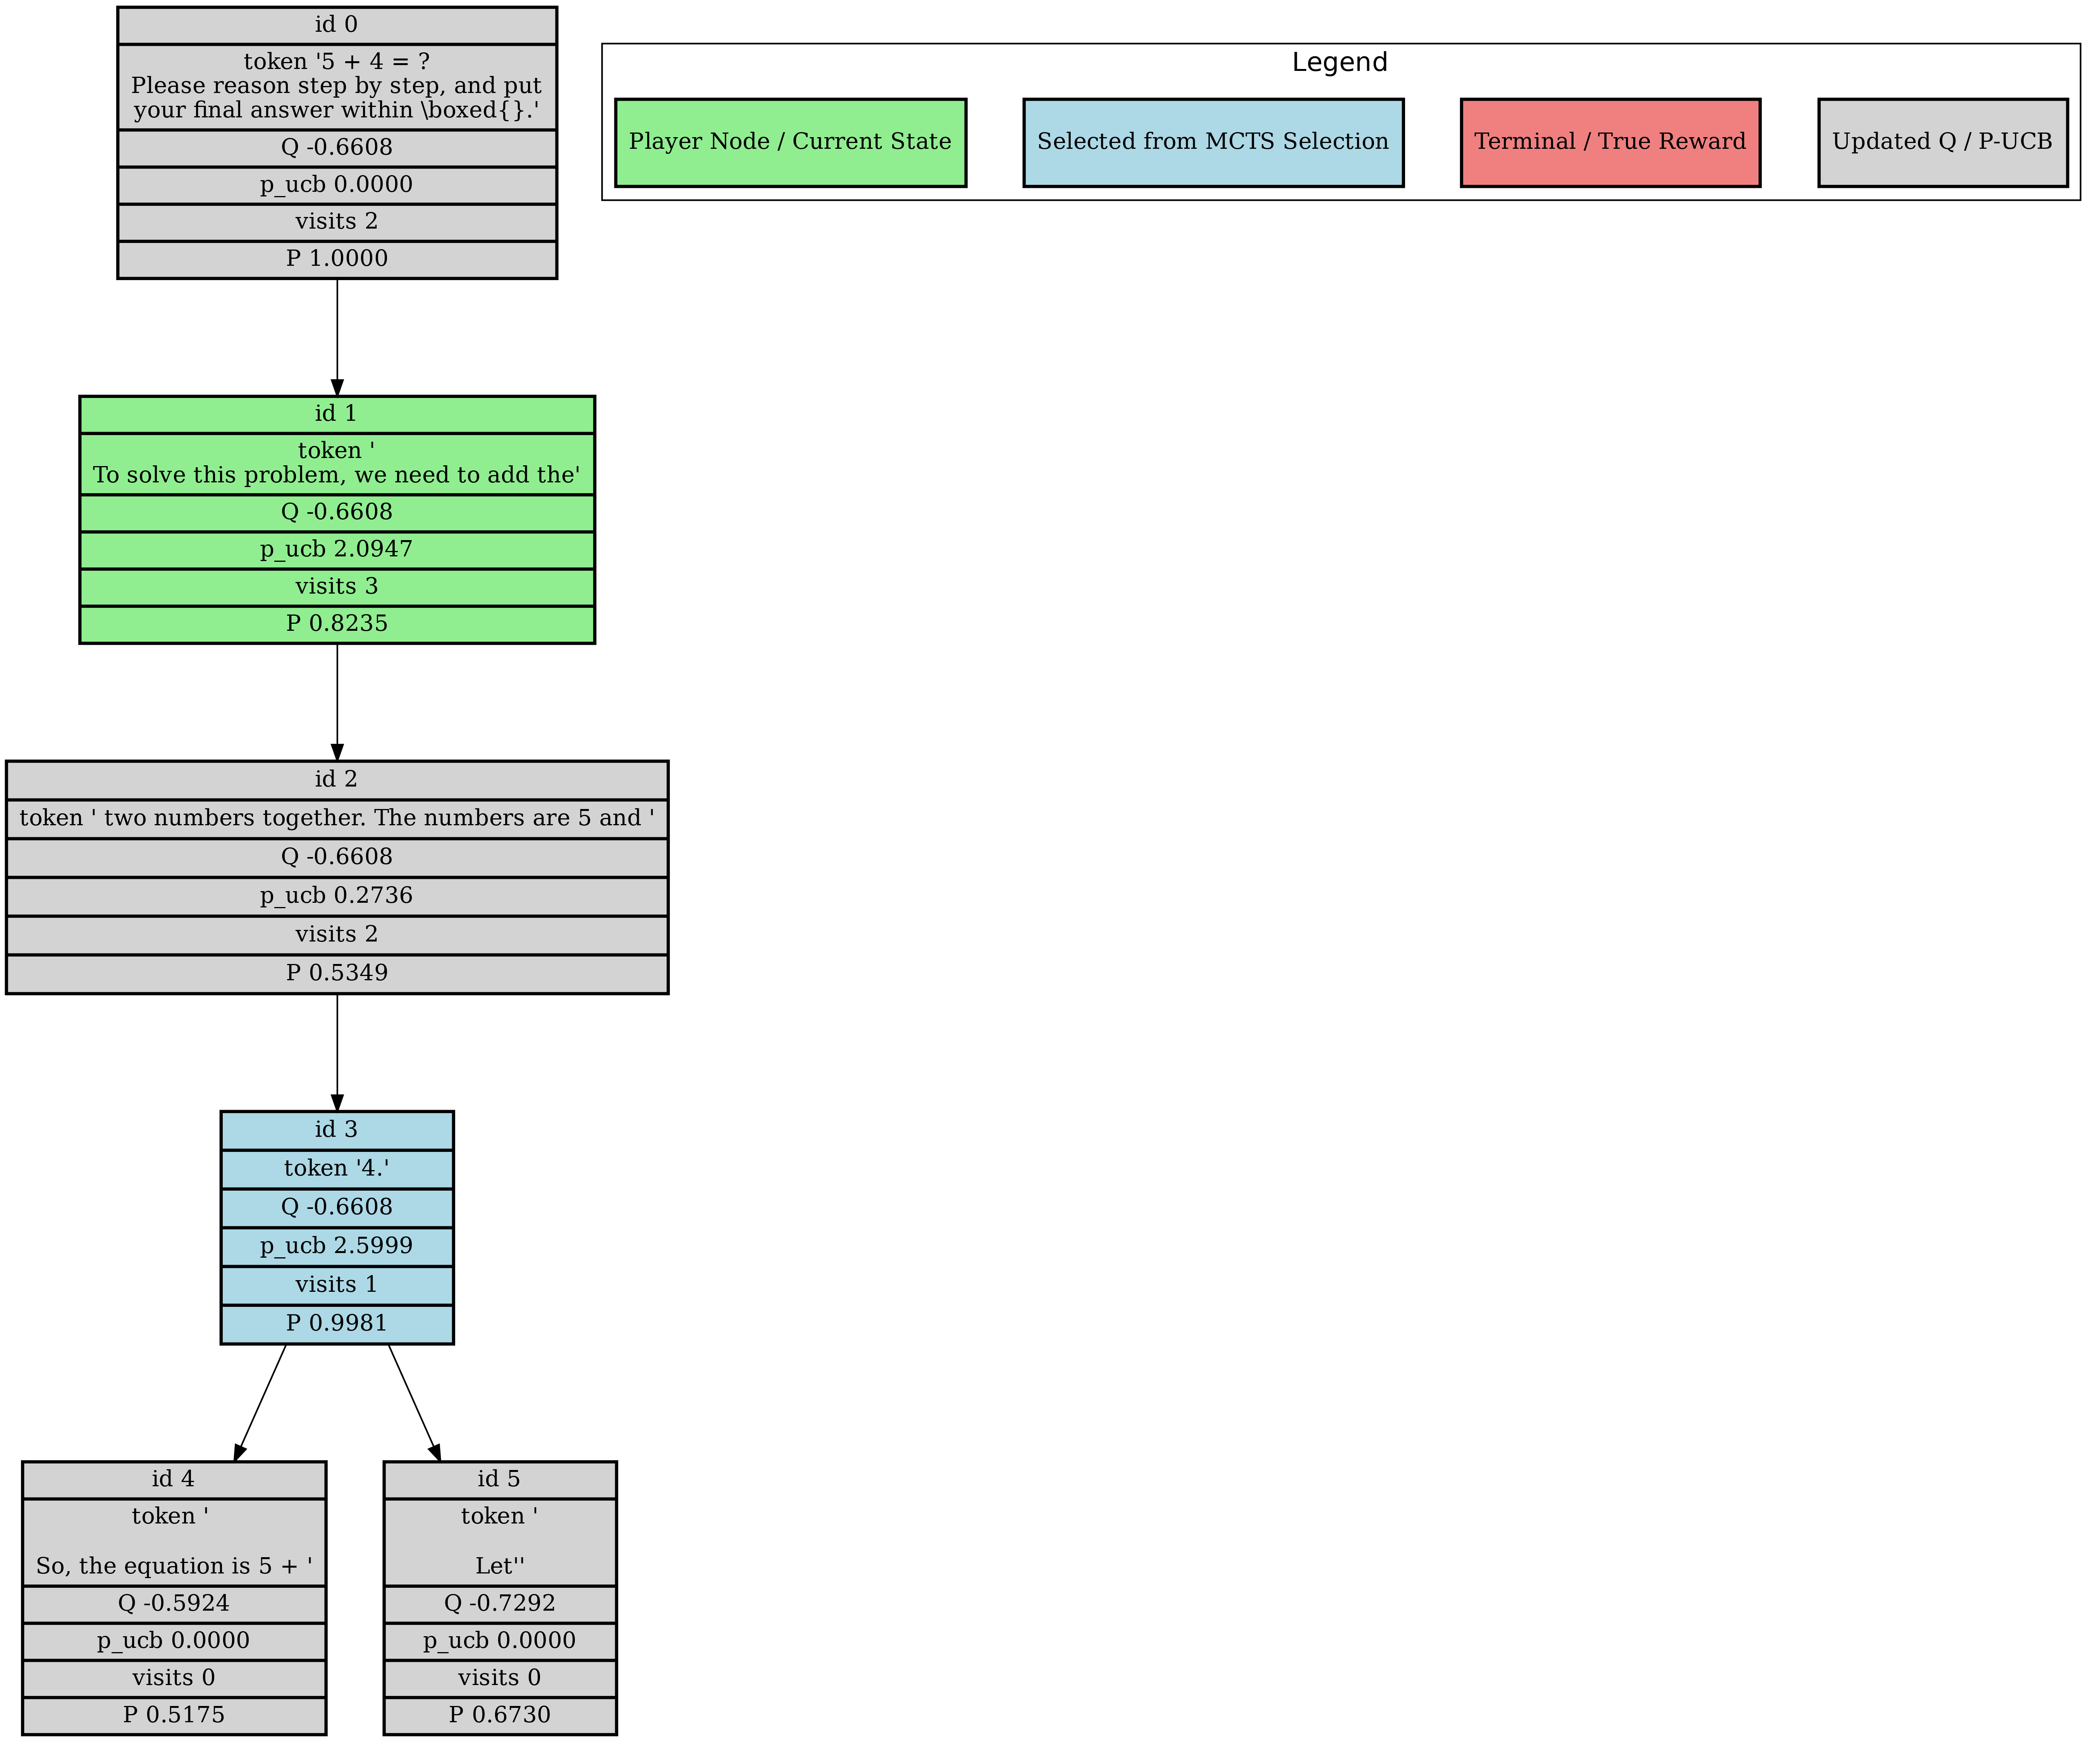 id 0
token '5 + 4 = ?
Please reason step by step, and put
your final answer within \boxed{}.'
Q -0.6608
p_ucb 0.0000
visits 2
P 1.0000
Legend
Player Node / Current State
Selected from MCTS Selection
Terminal / True Reward
Updated Q / P-UCB
id 1
token '
To solve this problem, we need to add the'
Q -0.6608
p_ucb 2.0947
visits 3
P 0.8235
id 2
token ' two numbers together. The numbers are 5 and '
Q -0.6608
p_ucb 0.2736
visits 2
P 0.5349
id 3
token '4.'
Q -0.6608
p_ucb 2.5999
visits 1
P 0.9981
id 4
token '
So, the equation is 5 + '
Q -0.5924
p_ucb 0.0000
visits 0
P 0.5175
id 5
token '
Let''
Q -0.7292
p_ucb 0.0000
visits 0
P 0.6730